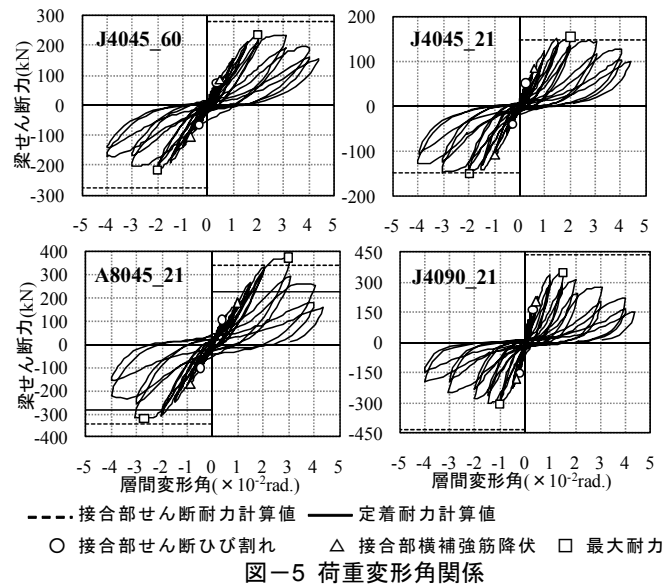 J4045_60
梁せん断力(kN)
300
200
100
0
-100
-200
-300
-5 -4 -3 -2 -1 0 1 2 3 4 5
J4045_21
200
100
0
-100
-200
-5 -4 -3 -2 -1 0 1 2 3 4 5
A8045_21
梁せん断力(kN)
400
300
200
100
0
-100
-200
-300
-400
-5 -4 -3 -2 -1 0 1 2 3 4 5
層間変形角(×10-2rad.)
J4090_21
450
300
150
0
-150
-300
-450
-5 -4 -3 -2 -1 0 1 2 3 4 5
層間変形角(×10-2rad.)
接合部せん断耐力計算値 定着耐力計算値
接合部せん断ひび割れ 接合部横補強筋降伏 最大耐力
図－5 荷重変形角関係